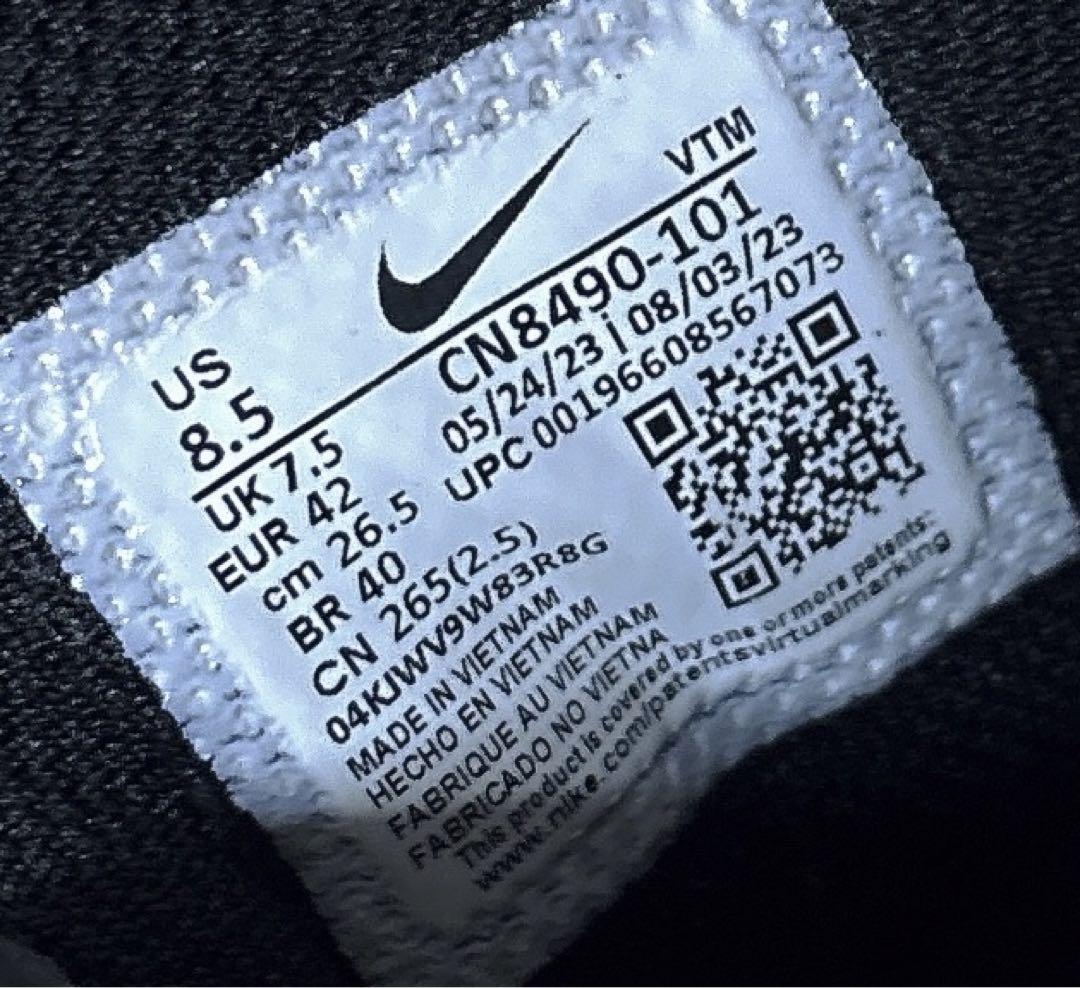 VTM
US
8.5
CN8490-101
05/24/23 | 08/03/23
UPC 00196608567073
UK 7.5
EUR 42
cm 26.5
BR 40
CN 265(2.5)
04KJWV9W83R8G
MADE IN VIETNAM
HECHO EN VIETNAM
FABRIQUE AU VIETNAM
FABRICADO NO VIETNA
This product is covered by one or more patents:
www.nike.com/patentsvirtualmarking